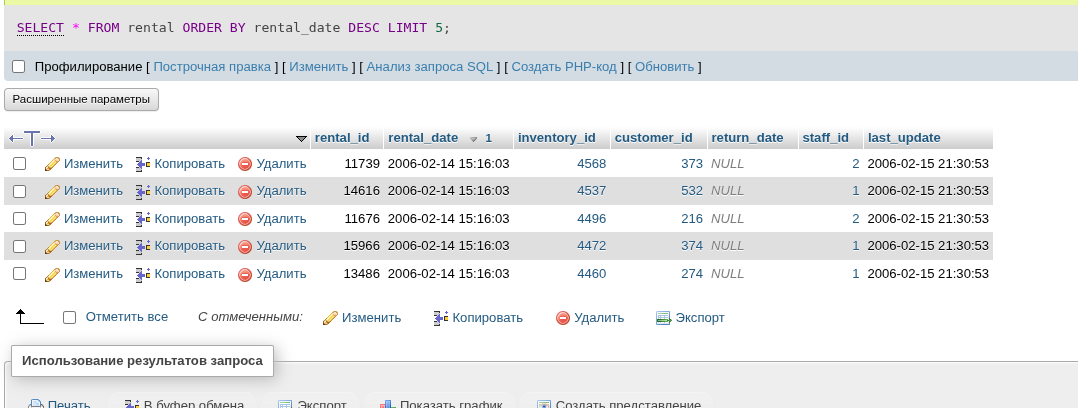 SELECT * FROM rental ORDER BY rental_date DESC LIMIT 5;
Профилирование [ Построчная правка ] [ Изменить ] [ Анализ запроса SQL ] [ Создать PHP-код ] [ Обновить ]
Расширенные параметры
rental_id rental_date 1 inventory_id customer_id return_date staff_id last_update
Изменить Копировать Удалить 11739 2006-02-14 15:16:03 4568 373 NULL 2 2006-02-15 21:30:53
Изменить Копировать Удалить 14616 2006-02-14 15:16:03 4537 532 NULL 1 2006-02-15 21:30:53
Изменить Копировать Удалить 11676 2006-02-14 15:16:03 4496 216 NULL 2 2006-02-15 21:30:53
Изменить Копировать Удалить 15966 2006-02-14 15:16:03 4472 374 NULL 1 2006-02-15 21:30:53
Изменить Копировать Удалить 13486 2006-02-14 15:16:03 4460 274 NULL 1 2006-02-15 21:30:53
Отметить все С отмеченными: Изменить Копировать Удалить Экспорт
Использование результатов запроса
Печать В буфер обмена Экспорт Показать график Создать представление